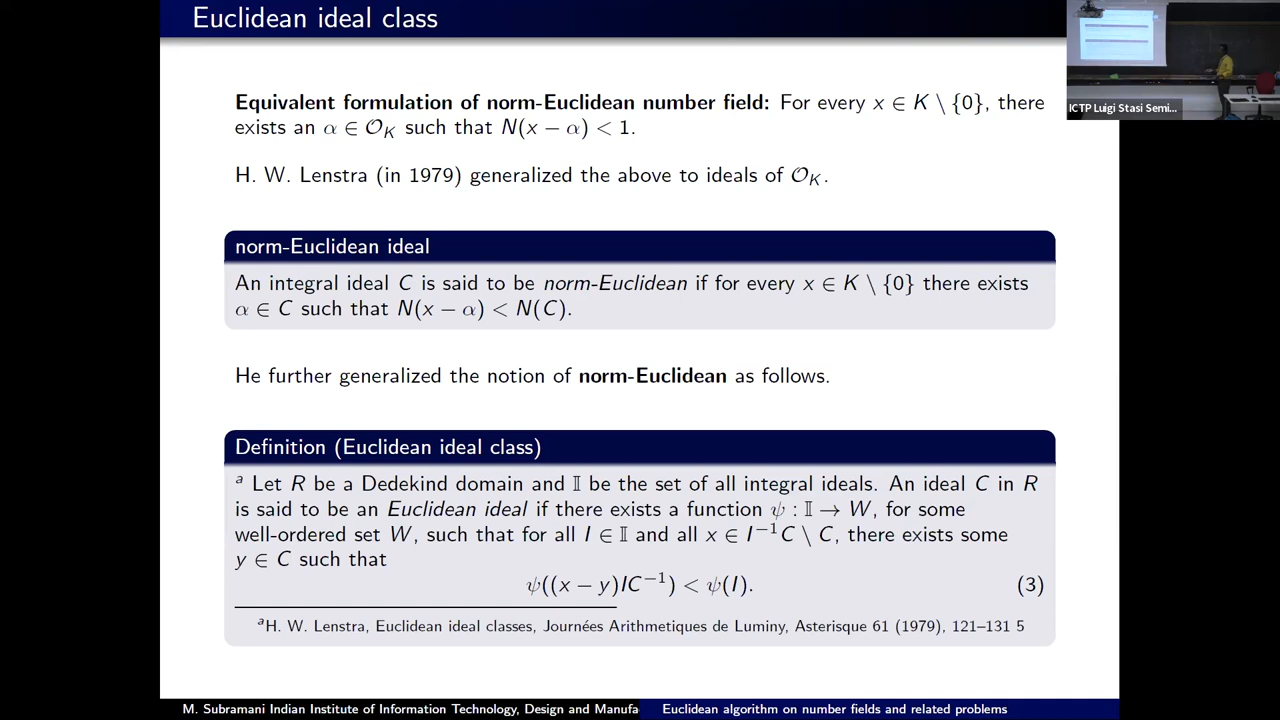 Euclidean ideal class
Equivalent formulation of norm-Euclidean number field: For every x ∈ K \ {0}, there
exists an α ∈ 𝒪_K such that N(x − α) < 1.
H. W. Lenstra (in 1979) generalized the above to ideals of 𝒪_K.
norm-Euclidean ideal
An integral ideal C is said to be norm-Euclidean if for every x ∈ K \ {0} there exists
α ∈ C such that N(x − α) < N(C).
He further generalized the notion of norm-Euclidean as follows.
Definition (Euclidean ideal class)
ᵃ Let R be a Dedekind domain and 𝕀 be the set of all integral ideals. An ideal C in R
is said to be an Euclidean ideal if there exists a function ψ : 𝕀 → W, for some
well-ordered set W, such that for all I ∈ 𝕀 and all x ∈ I⁻¹C \ C, there exists some
y ∈ C such that
ψ((x − y)IC⁻¹) < ψ(I). (3)
ᵃH. W. Lenstra, Euclidean ideal classes, Journées Arithmetiques de Luminy, Asterisque 61 (1979), 121–131 5
M. Subramani Indian Institute of Information Technology, Design and Manufa
Euclidean algorithm on number fields and related problems
ICTP Luigi Stasi Semi...